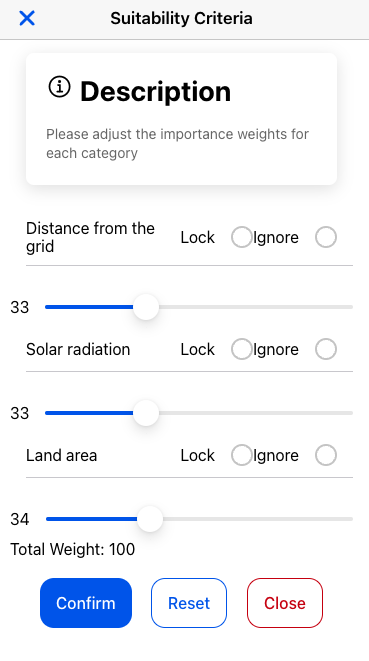 Suitability Criteria
Description
Please adjust the importance weights for
each category
Distance from the
grid
Lock
Ignore
33
Solar radiation
Lock
Ignore
33
Land area
Lock
Ignore
34
Total Weight: 100
Confirm
Reset
Close